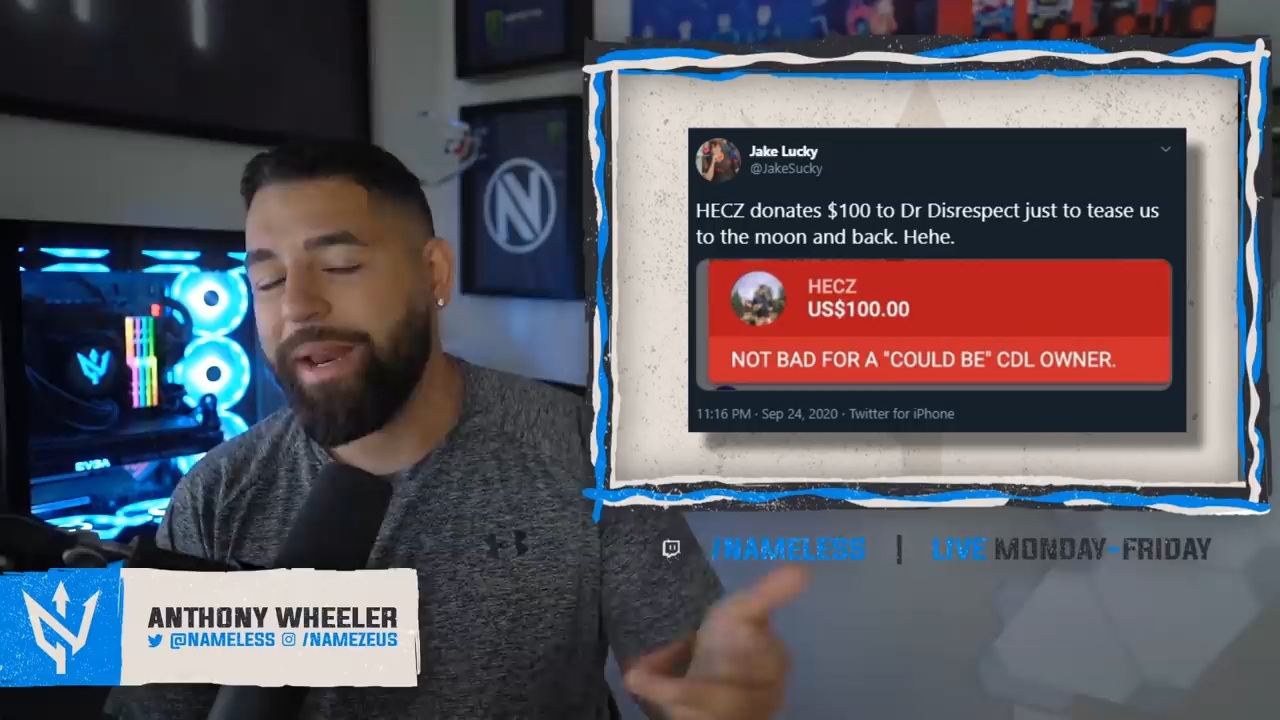 Jake Lucky
@JakeSucky
HECZ donates $100 to Dr Disrespect just to tease us
to the moon and back. Hehe.
HECZ
US$100.00
NOT BAD FOR A "COULD BE" CDL OWNER.
11:16 PM · Sep 24, 2020 · Twitter for iPhone
/NAMELESS | LIVE MONDAY-FRIDAY
EVGA
ANTHONY WHEELER
@NAMELESS /NAMEZEUS